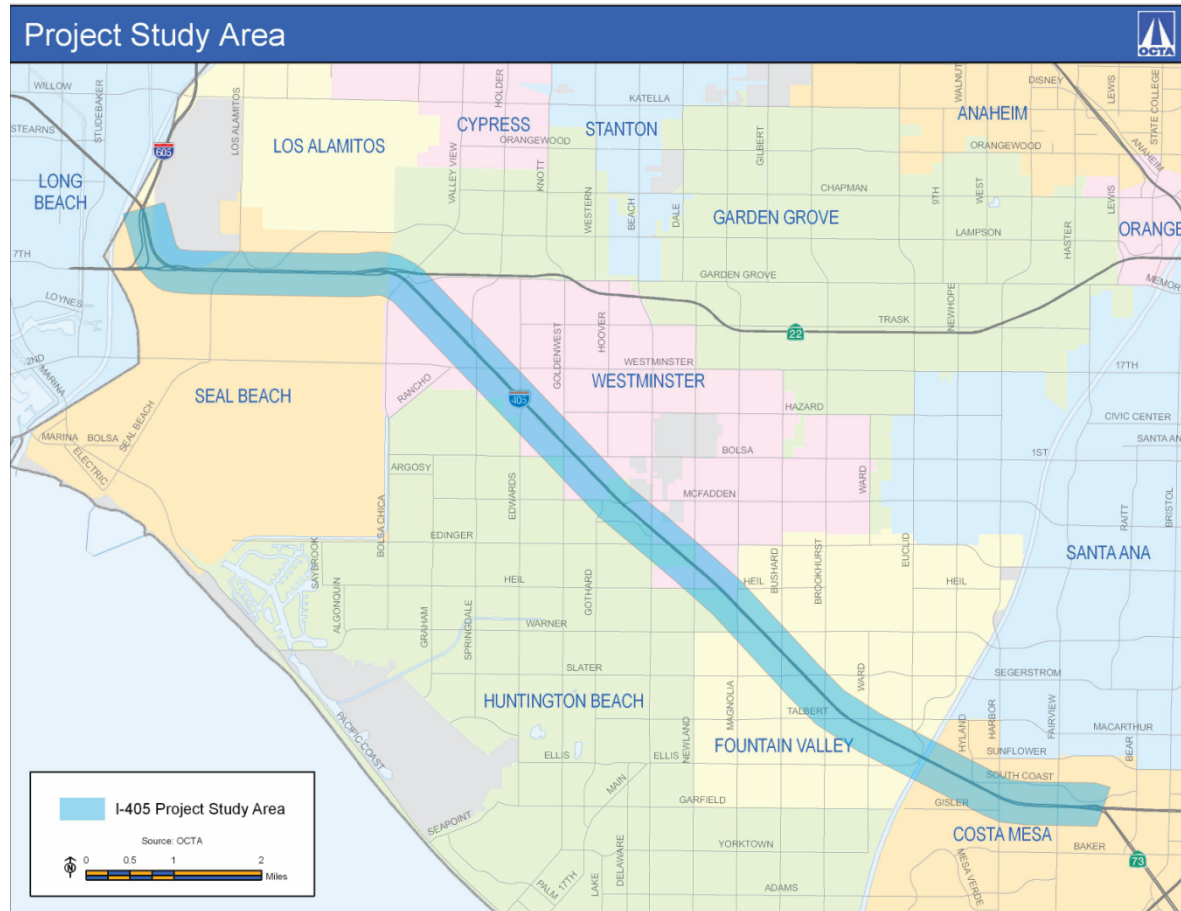 Project Study Area
OCTA
WILLOW
STUDEBAKER
STEARNS
LOS ALAMITOS
605
LONG
BEACH
7TH
LOYNES
2ND
MARINA
LOS ALAMITOS
CYPRESS
HOLDER
ORANGEWOOD
VALLEY VIEW
KNOTT
KATELLA
STANTON
WESTERN
BEACH
DALE
GILBERT
WALNUT
DISNEY
LEWIS
STATE COLLEGE
ANAHEIM
ORANGEWOOD
ANAHEIM
CHAPMAN
9TH
WEST
LEWIS
GARDEN GROVE
LAMPSON
HASTER
ORANGE
GARDEN GROVE
MEMOR
TRASK
NEWHOPE
22
SEAL BEACH
MARINA
BOLSA
SEAL BEACH
ELECTRIC
RANCHO
GOLDENWEST
HOOVER
WESTMINSTER
WESTMINSTER
405
HAZARD
17TH
CIVIC CENTER
SANTA AN
1ST
BOLSA
ARGOSY
MCFADDEN
WARD
EDWARDS
BOLSA CHICA
EDINGER
RAITT
BRISTOL
SANTA ANA
SAYBROOK
ALGONQUIN
HEIL
GOTHARD
HEIL
BUSHARD
BROOKHURST
EUCLID
HEIL
GRAHAM
SPRINGDALE
WARNER
SLATER
WARD
SEGERSTROM
HUNTINGTON BEACH
NEWLAND
MAGNOLIA
TALBERT
FOUNTAIN VALLEY
HYLAND
HARBOR
FAIRVIEW
MACARTHUR
BEAR
SUNFLOWER
SOUTH COAST
PACIFIC COAST
ELLIS
ELLIS
MAIN
GARFIELD
GISLER
COSTA MESA
BAKER
SEAPOINT
YORKTOWN
MESA VERDE
73
PALM
17TH
LAKE
DELAWARE
ADAMS
I-405 Project Study Area
Source: OCTA
N
0 0.5 1 2
Miles